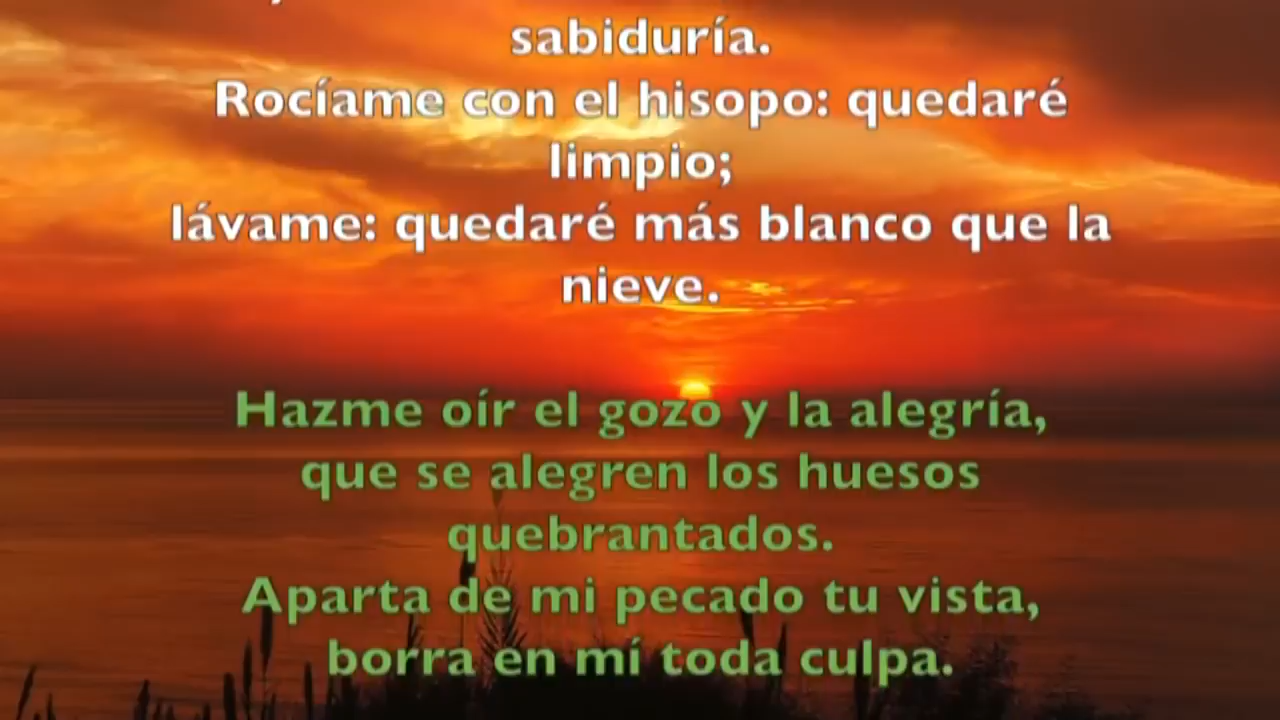 sabiduría.
Rocíame con el hisopo: quedaré
limpio;
lávame: quedaré más blanco que la
nieve.
Hazme oír el gozo y la alegría,
que se alegren los huesos
quebrantados.
Aparta de mi pecado tu vista,
borra en mí toda culpa.